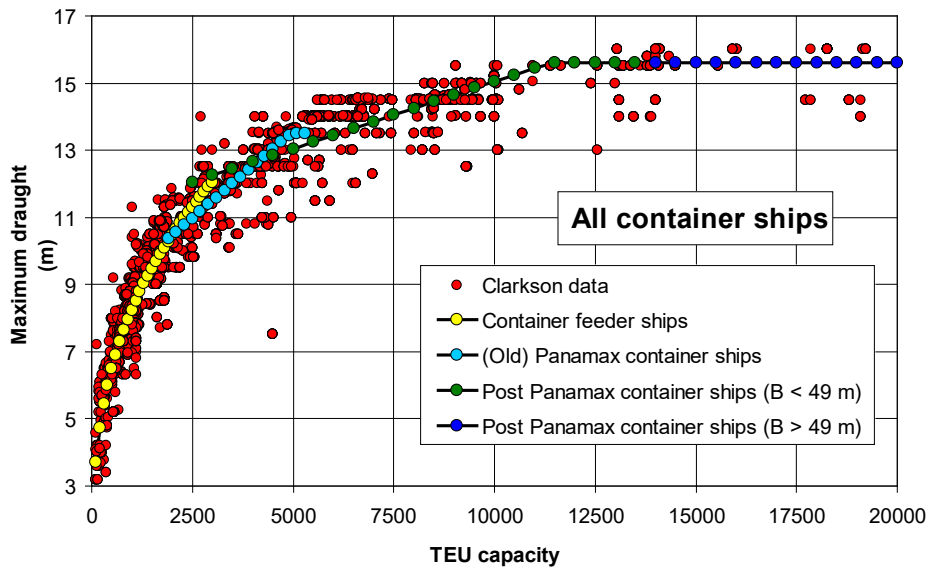 17
15
13
11
9
7
5
3
Maximum draught
(m)
All container ships
Clarkson data
Container feeder ships
(Old) Panamax container ships
Post Panamax container ships (B < 49 m)
Post Panamax container ships (B > 49 m)
0 2500 5000 7500 10000 12500 15000 17500 20000
TEU capacity